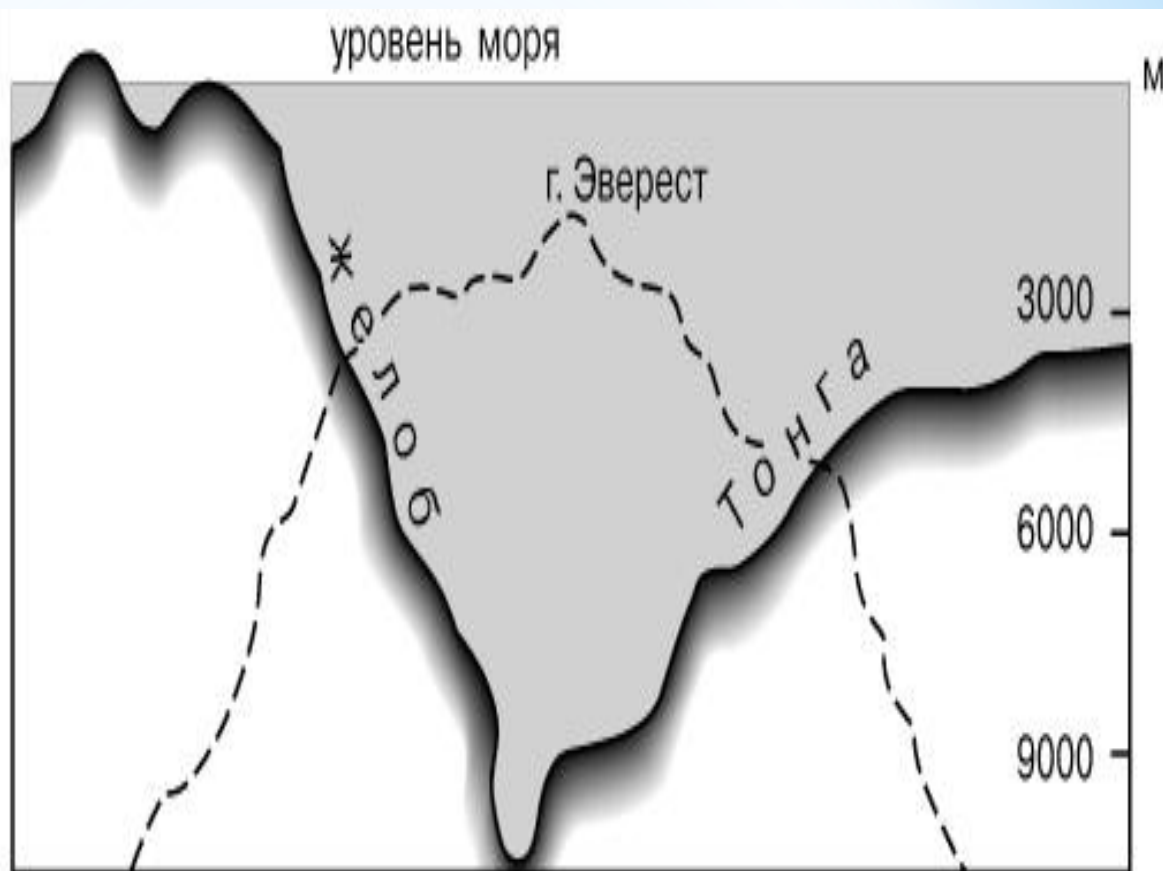 уровень моря
м
г. Эверест
желоб
Тонга
3000
6000
9000